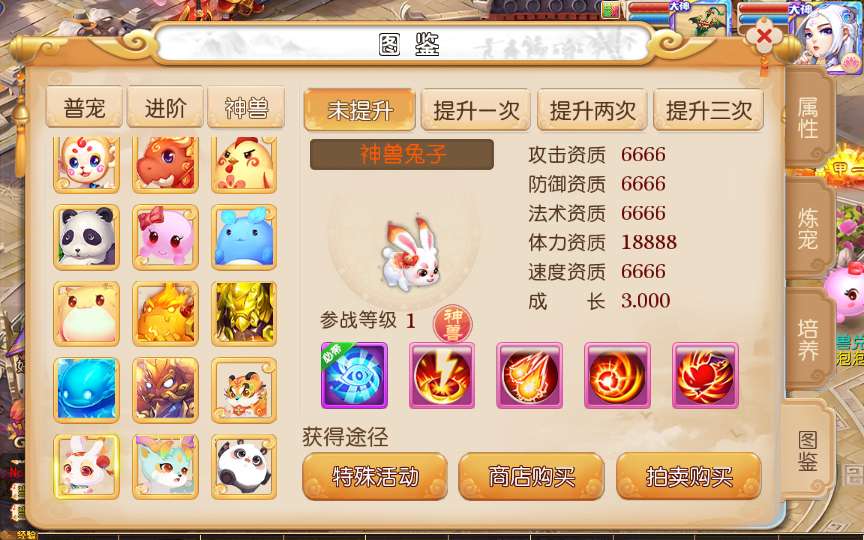 大神
大神
图鉴
普宠
进阶
神兽
未提升
提升一次
提升两次
提升三次
属性
炼宠
培养
图鉴
神兽兔子
攻击资质 6666
防御资质 6666
法术资质 6666
体力资质 18888
速度资质 6666
成 长 3.000
参战等级 1
神兽
必带
获得途径
特殊活动
商店购买
拍卖购买
经验